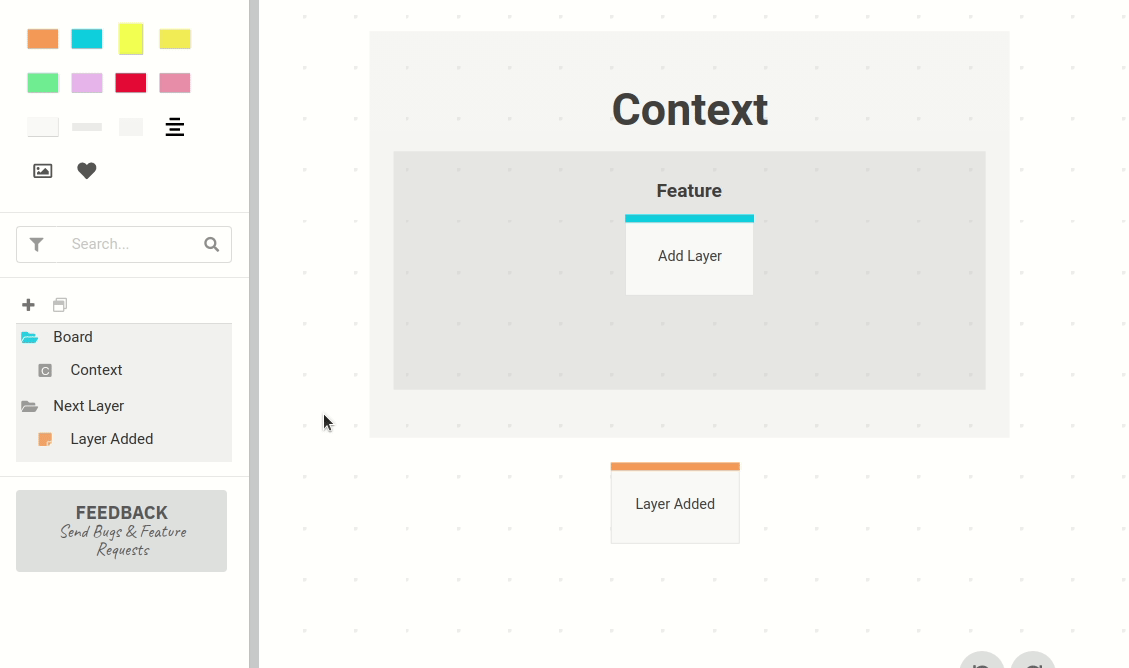 Search...
Board
C
Context
Next Layer
Layer Added
FEEDBACK
Send Bugs & Feature
Requests
Context
Feature
Add Layer
Layer Added